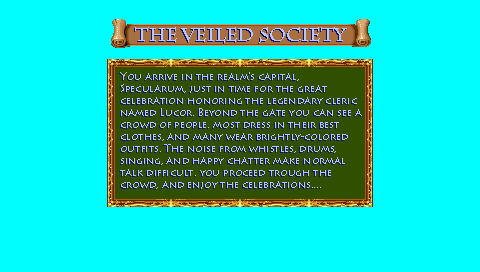 THE VEILED SOCIETY
You arrive in the realm's capital,
Specularum, just in time for the great
celebration honoring the legendary cleric
named Lucor. Beyond the gate you can see a
crowd of people. Most dress in their best
clothes, and many wear brightly-colored
outfits. The noise from whistles, drums,
singing, and happy chatter make normal
talk difficult. You proceed trough the
crowd, and enjoy the celebrations....